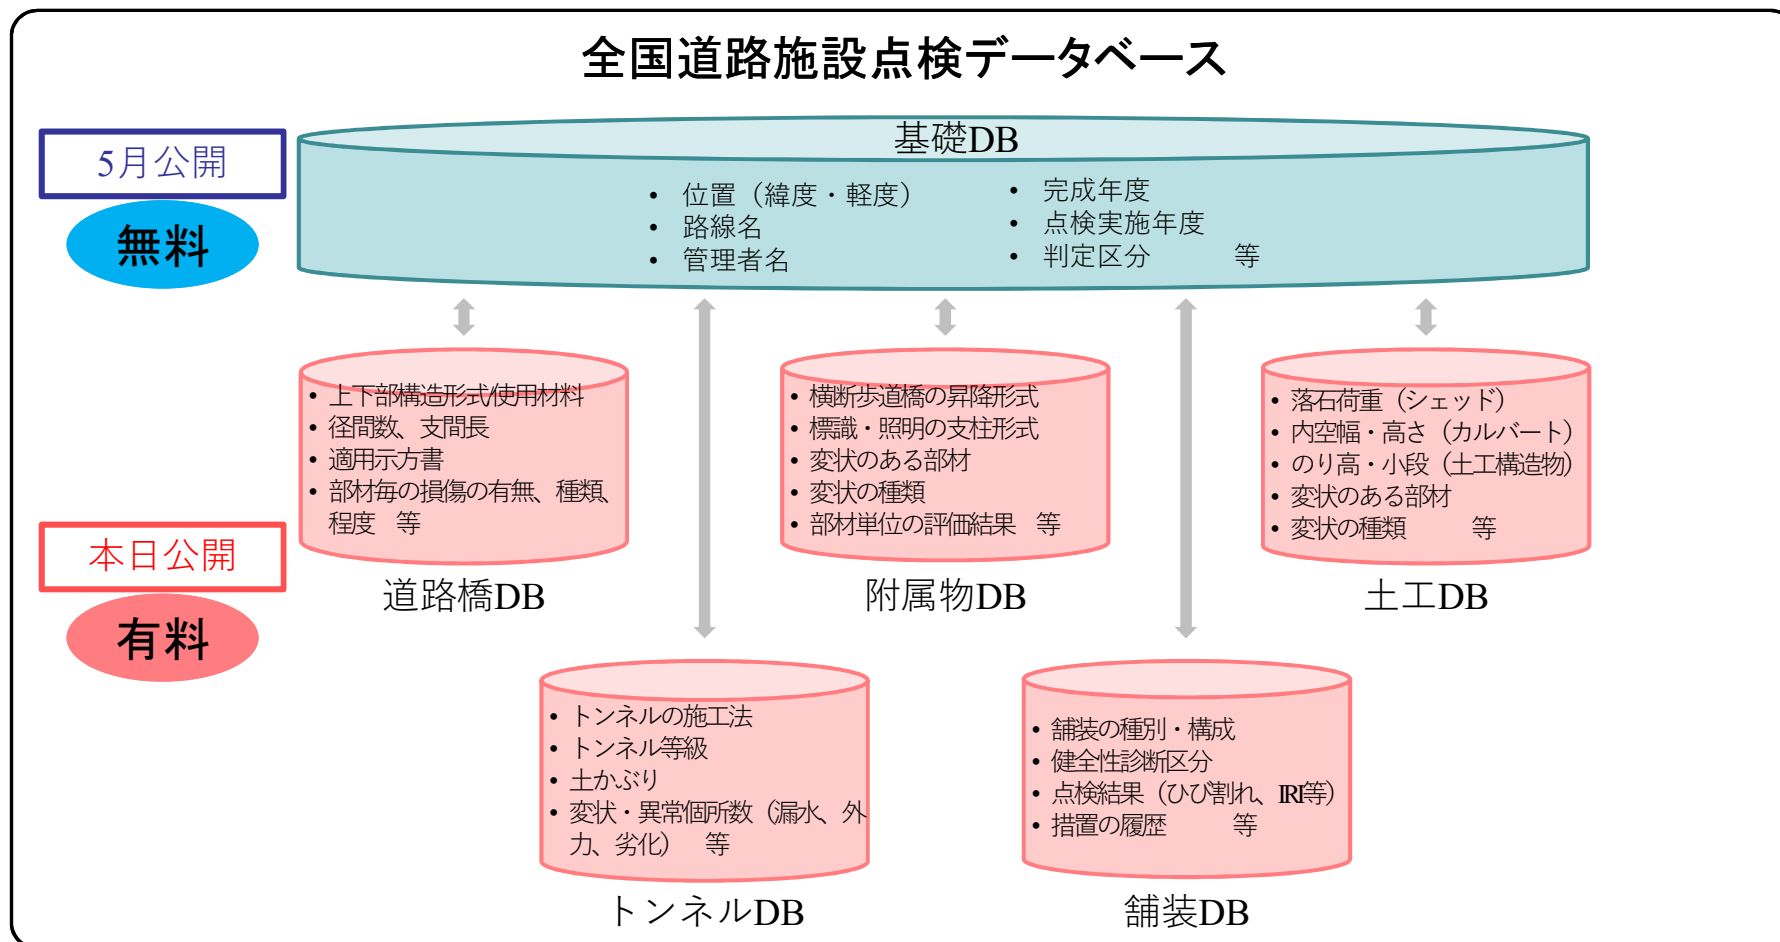 全国道路施設点検データベース
5月公開
無料
基礎DB
• 位置（緯度・軽度）
• 路線名
• 管理者名
• 完成年度
• 点検実施年度
• 判定区分　　　等
• 上下部構造形式/使用材料
• 径間数、支間長
• 適用示方書
• 部材毎の損傷の有無、種類、
程度　等
道路橋DB
• 横断歩道橋の昇降形式
• 標識・照明の支柱形式
• 変状のある部材
• 変状の種類
• 部材単位の評価結果　等
附属物DB
• 落石荷重（シェッド）
• 内空幅・高さ（カルバート）
• のり高・小段（土工構造物）
• 変状のある部材
• 変状の種類　　　等
土工DB
本日公開
有料
• トンネルの施工法
• トンネル等級
• 土かぶり
• 変状・異常個所数（漏水、外
力、劣化）　等
トンネルDB
• 舗装の種別・構成
• 健全性診断区分
• 点検結果（ひび割れ、IRI等）
• 措置の履歴　　　等
舗装DB